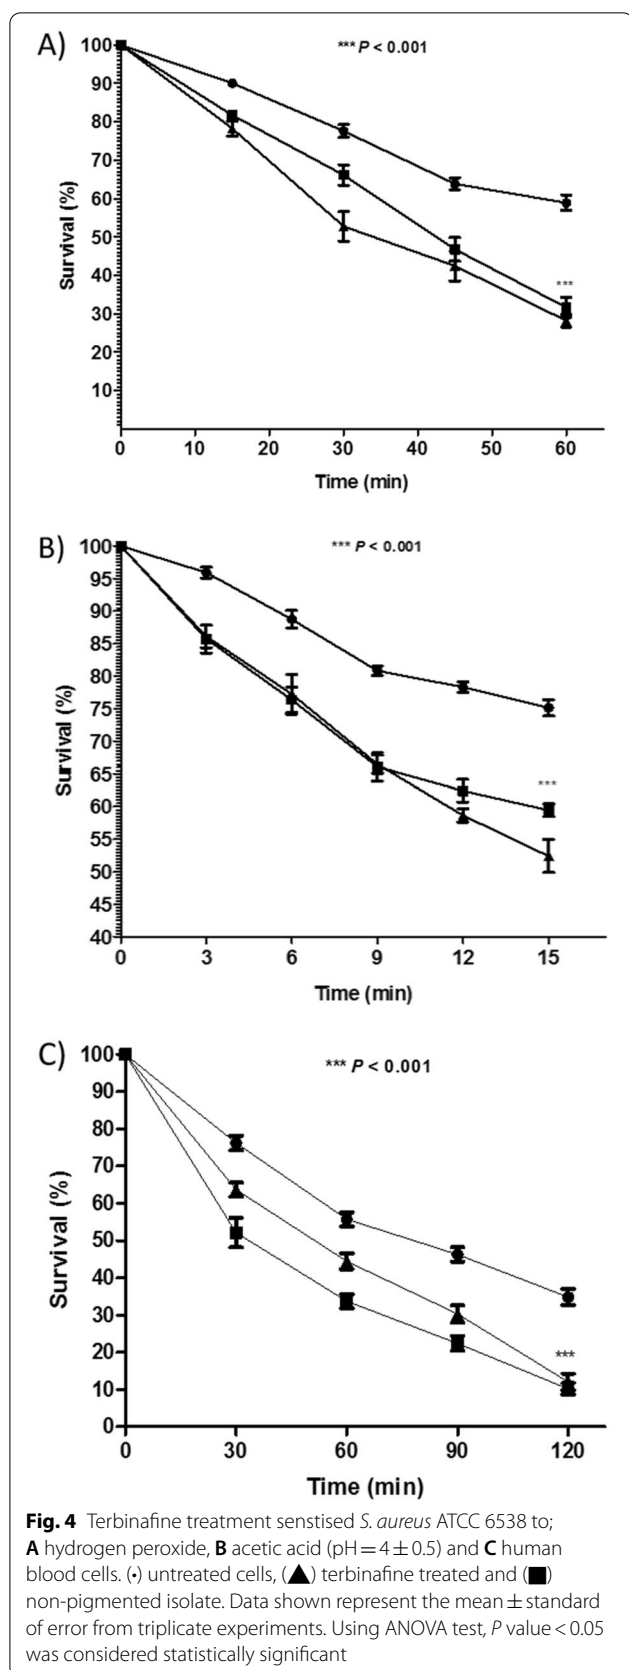 A)
*** P < 0.001
100
90
80
70
60
50
40
30
20
10
Survival (%)
***
0 10 20 30 40 50 60
Time (min)
B)
*** P < 0.001
100
95
90
85
80
75
70
65
60
55
50
45
40
Survival (%)
***
0 3 6 9 12 15
Time (min)
C)
*** P < 0.001
100
90
80
70
60
50
40
30
20
10
0
Survival (%)
***
0 30 60 90 120
Time (min)
Fig. 4 Terbinafine treatment senstised S. aureus ATCC 6538 to;
A hydrogen peroxide, B acetic acid (pH = 4 ± 0.5) and C human
blood cells. (•) untreated cells, (▲) terbinafine treated and (■)
non-pigmented isolate. Data shown represent the mean ± standard
of error from triplicate experiments. Using ANOVA test, P value < 0.05
was considered statistically significant